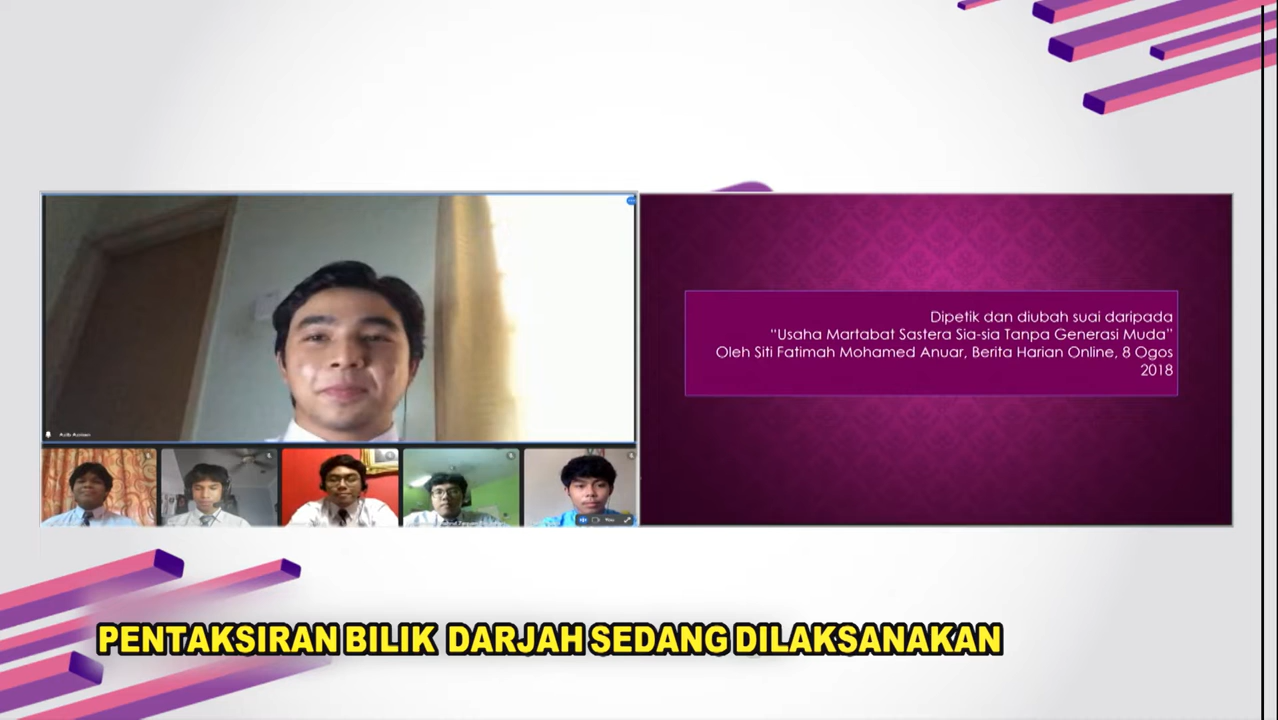 Dipetik dan diubah suai daripada
"Usaha Martabat Sastera Sia-sia Tanpa Generasi Muda"
Oleh Siti Fatimah Mohamed Anuar, Berita Harian Online, 8 Ogos
2018
You
PENTAKSIRAN BILIK DARJAH SEDANG DILAKSANAKAN